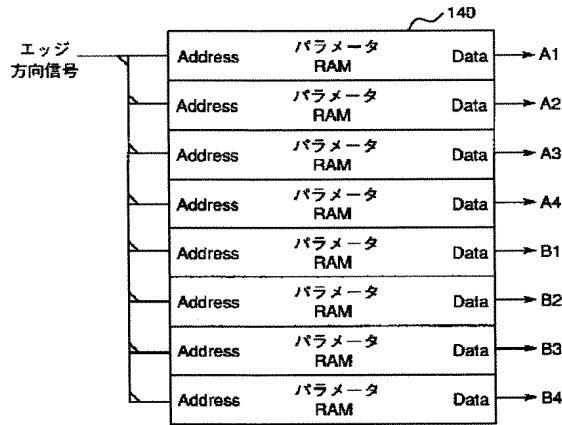 140
エッジ
方向信号
Address パラメータ RAM Data A1
Address パラメータ RAM Data A2
Address パラメータ RAM Data A3
Address パラメータ RAM Data A4
Address パラメータ RAM Data B1
Address パラメータ RAM Data B2
Address パラメータ RAM Data B3
Address パラメータ RAM Data B4